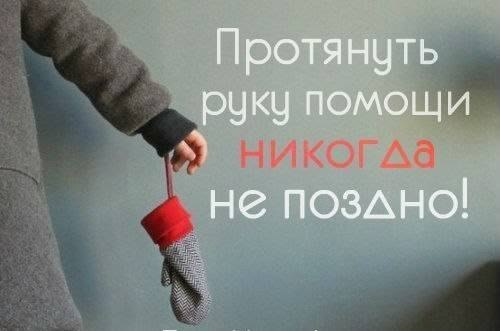 Протянуть
руку помощи
никогда
не поздно!